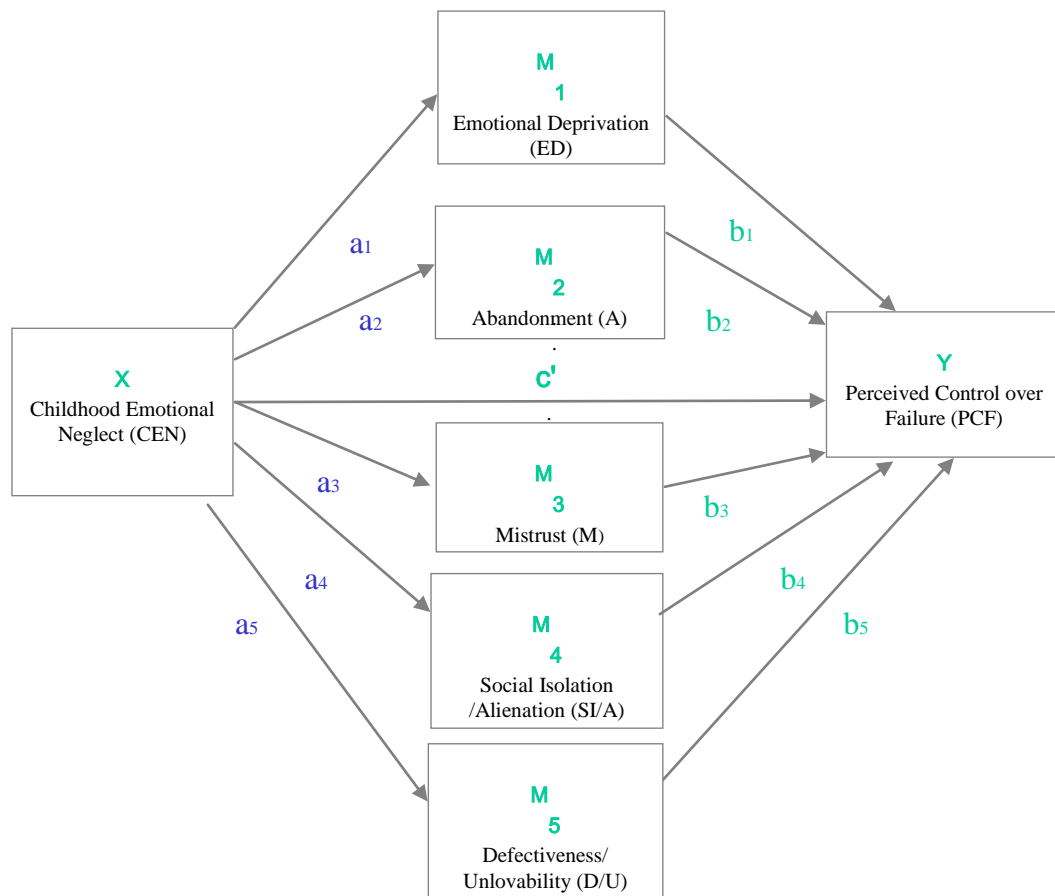 M
1
Emotional Deprivation
(ED)
a1
b1
M
2
Abandonment (A)
a2
b2
X
Childhood Emotional
Neglect (CEN)
.
C'
.
Y
Perceived Control over
Failure (PCF)
M
3
Mistrust (M)
a3
b3
M
4
Social Isolation
/Alienation (SI/A)
a4
b4
a5
b5
M
5
Defectiveness/
Unlovability (D/U)